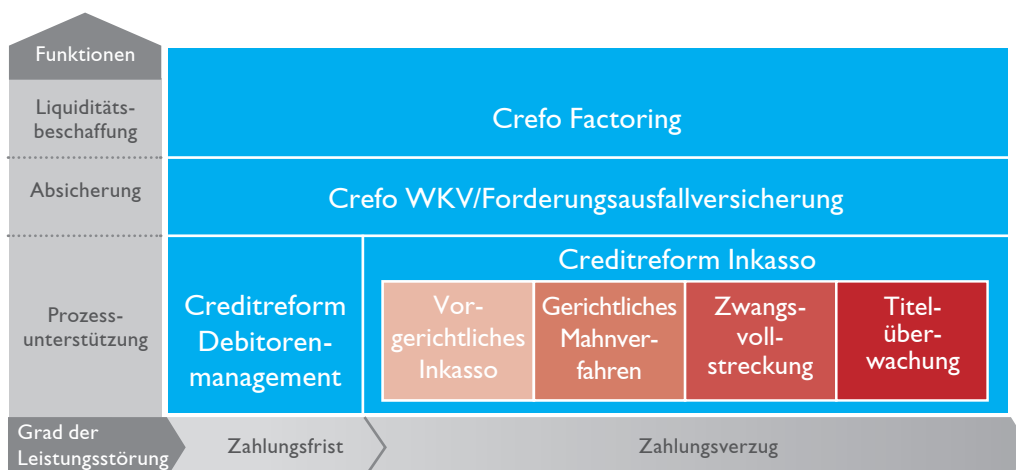 Funktionen
Liquiditäts-
beschaffung
Crefo Factoring
Absicherung
Crefo WKV/Forderungsausfallversicherung
Prozess-
unterstützung
Creditreform
Debitoren-
management
Creditreform Inkasso
Vor-
gerichtliches
Inkasso
Gerichtliches
Mahnver-
fahren
Zwangs-
voll-
streckung
Titel-
über-
wachung
Grad der
Leistungsstörung
Zahlungsfrist
Zahlungsverzug